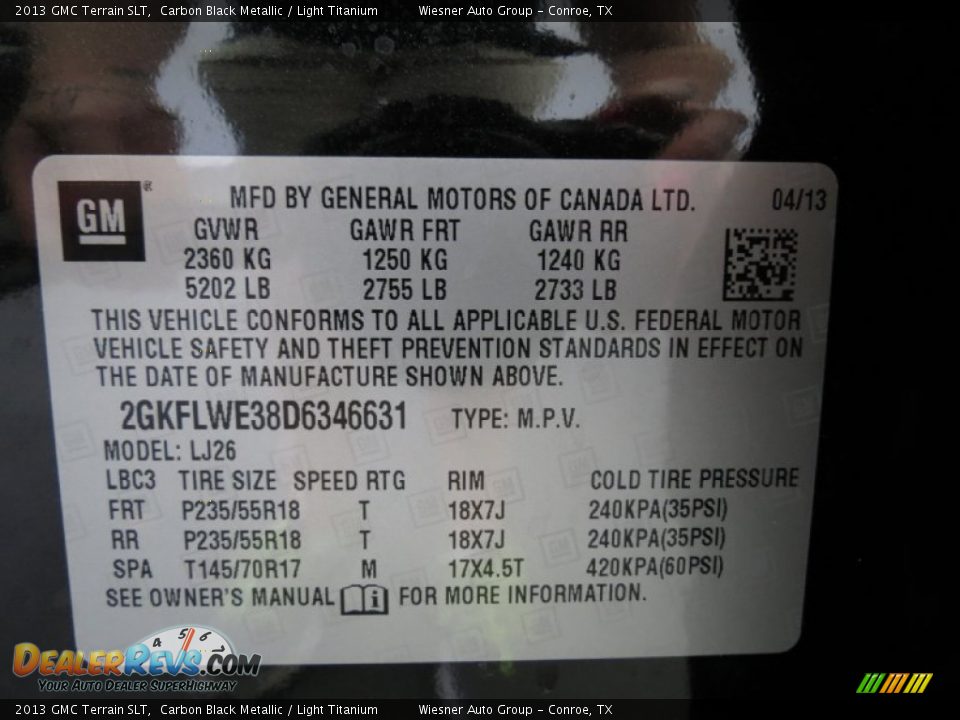 2013 GMC Terrain SLT,  Carbon Black Metallic / Light Titanium          Wiesner Auto Group - Conroe, TX
GM®
MFD BY GENERAL MOTORS OF CANADA LTD.          04/13
GVWR          GAWR FRT          GAWR RR
2360 KG          1250 KG          1240 KG
5202 LB          2755 LB          2733 LB
THIS VEHICLE CONFORMS TO ALL APPLICABLE U.S. FEDERAL MOTOR
VEHICLE SAFETY AND THEFT PREVENTION STANDARDS IN EFFECT ON
THE DATE OF MANUFACTURE SHOWN ABOVE.
2GKFLWE38D6346631     TYPE: M.P.V.
MODEL: LJ26
LBC3   TIRE SIZE   SPEED RTG   RIM          COLD TIRE PRESSURE
FRT   P235/55R18   T   18X7J   240KPA(35PSI)
RR   P235/55R18   T   18X7J   240KPA(35PSI)
SPA   T145/70R17   M   17X4.5T   420KPA(60PSI)
SEE OWNER'S MANUAL i FOR MORE INFORMATION.
4 5 6 7
DEALERREVS.COM
YOUR AUTO DEALER SUPERHIGHWAY
2013 GMC Terrain SLT,  Carbon Black Metallic / Light Titanium          Wiesner Auto Group - Conroe, TX